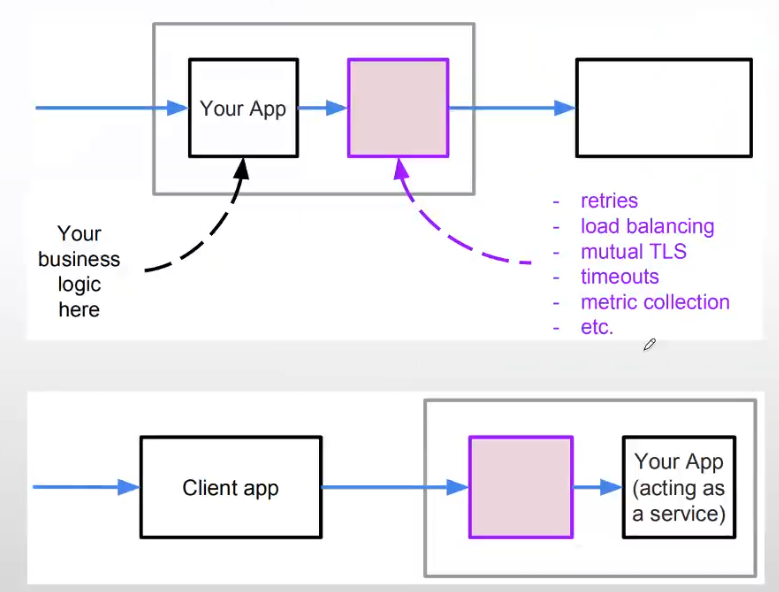 Your App
Your
business
logic
here
- retries
- load balancing
- mutual TLS
- timeouts
- metric collection
- etc.
Client app
Your App
(acting as
a service)